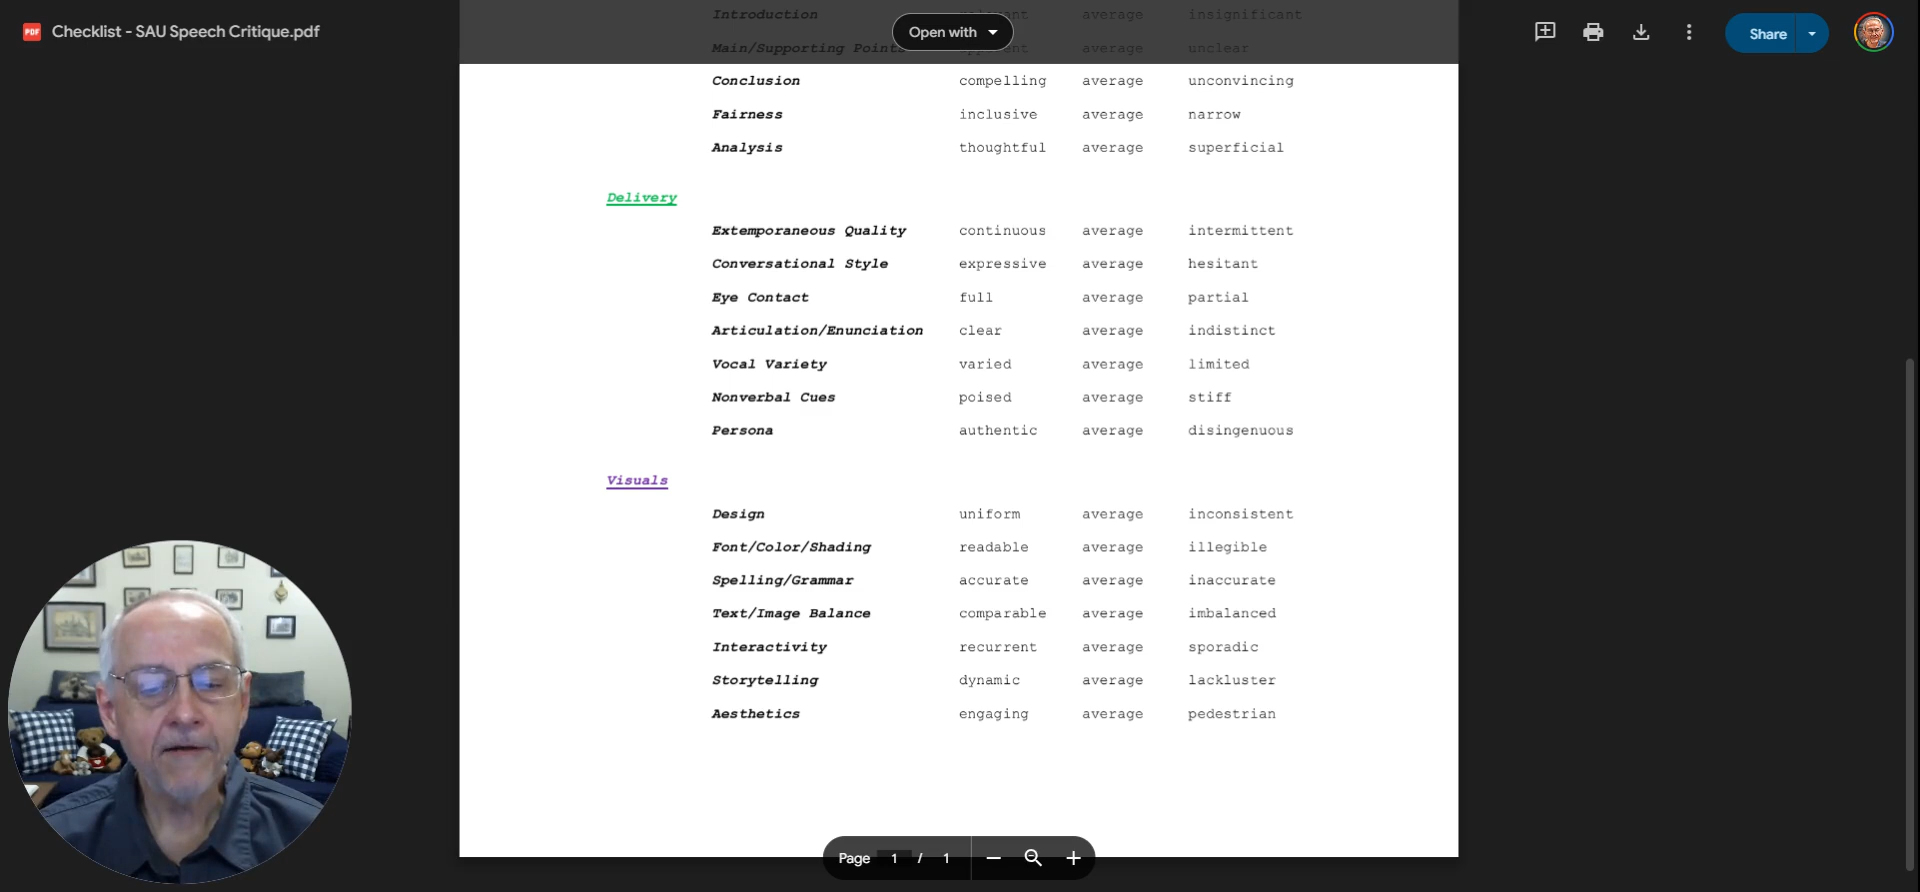 PDF Checklist - SAU Speech Critique.pdf
Open with
Share
Introduction average insignificant
Main/Supporting Points apparent average unclear
Conclusion compelling average unconvincing
Fairness inclusive average narrow
Analysis thoughtful average superficial
Delivery
Extemporaneous Quality continuous average intermittent
Conversational Style expressive average hesitant
Eye Contact full average partial
Articulation/Enunciation clear average indistinct
Vocal Variety varied average limited
Nonverbal Cues poised average stiff
Persona authentic average disingenuous
Visuals
Design uniform average inconsistent
Font/Color/Shading readable average illegible
Spelling/Grammar accurate average inaccurate
Text/Image Balance comparable average imbalanced
Interactivity recurrent average sporadic
Storytelling dynamic average lackluster
Aesthetics engaging average pedestrian
Page 1 / 1